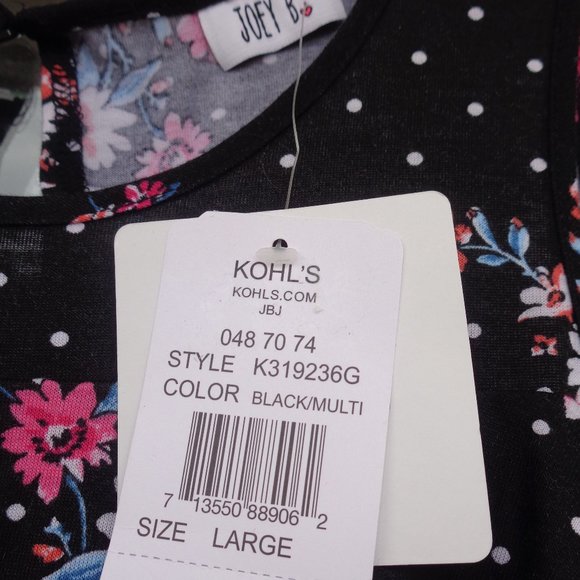 JOEY B.
KOHL'S
KOHLS.COM
JBJ
048 70 74
STYLE K319236G
COLOR BLACK/MULTI
7 13550 88906 2
SIZE LARGE